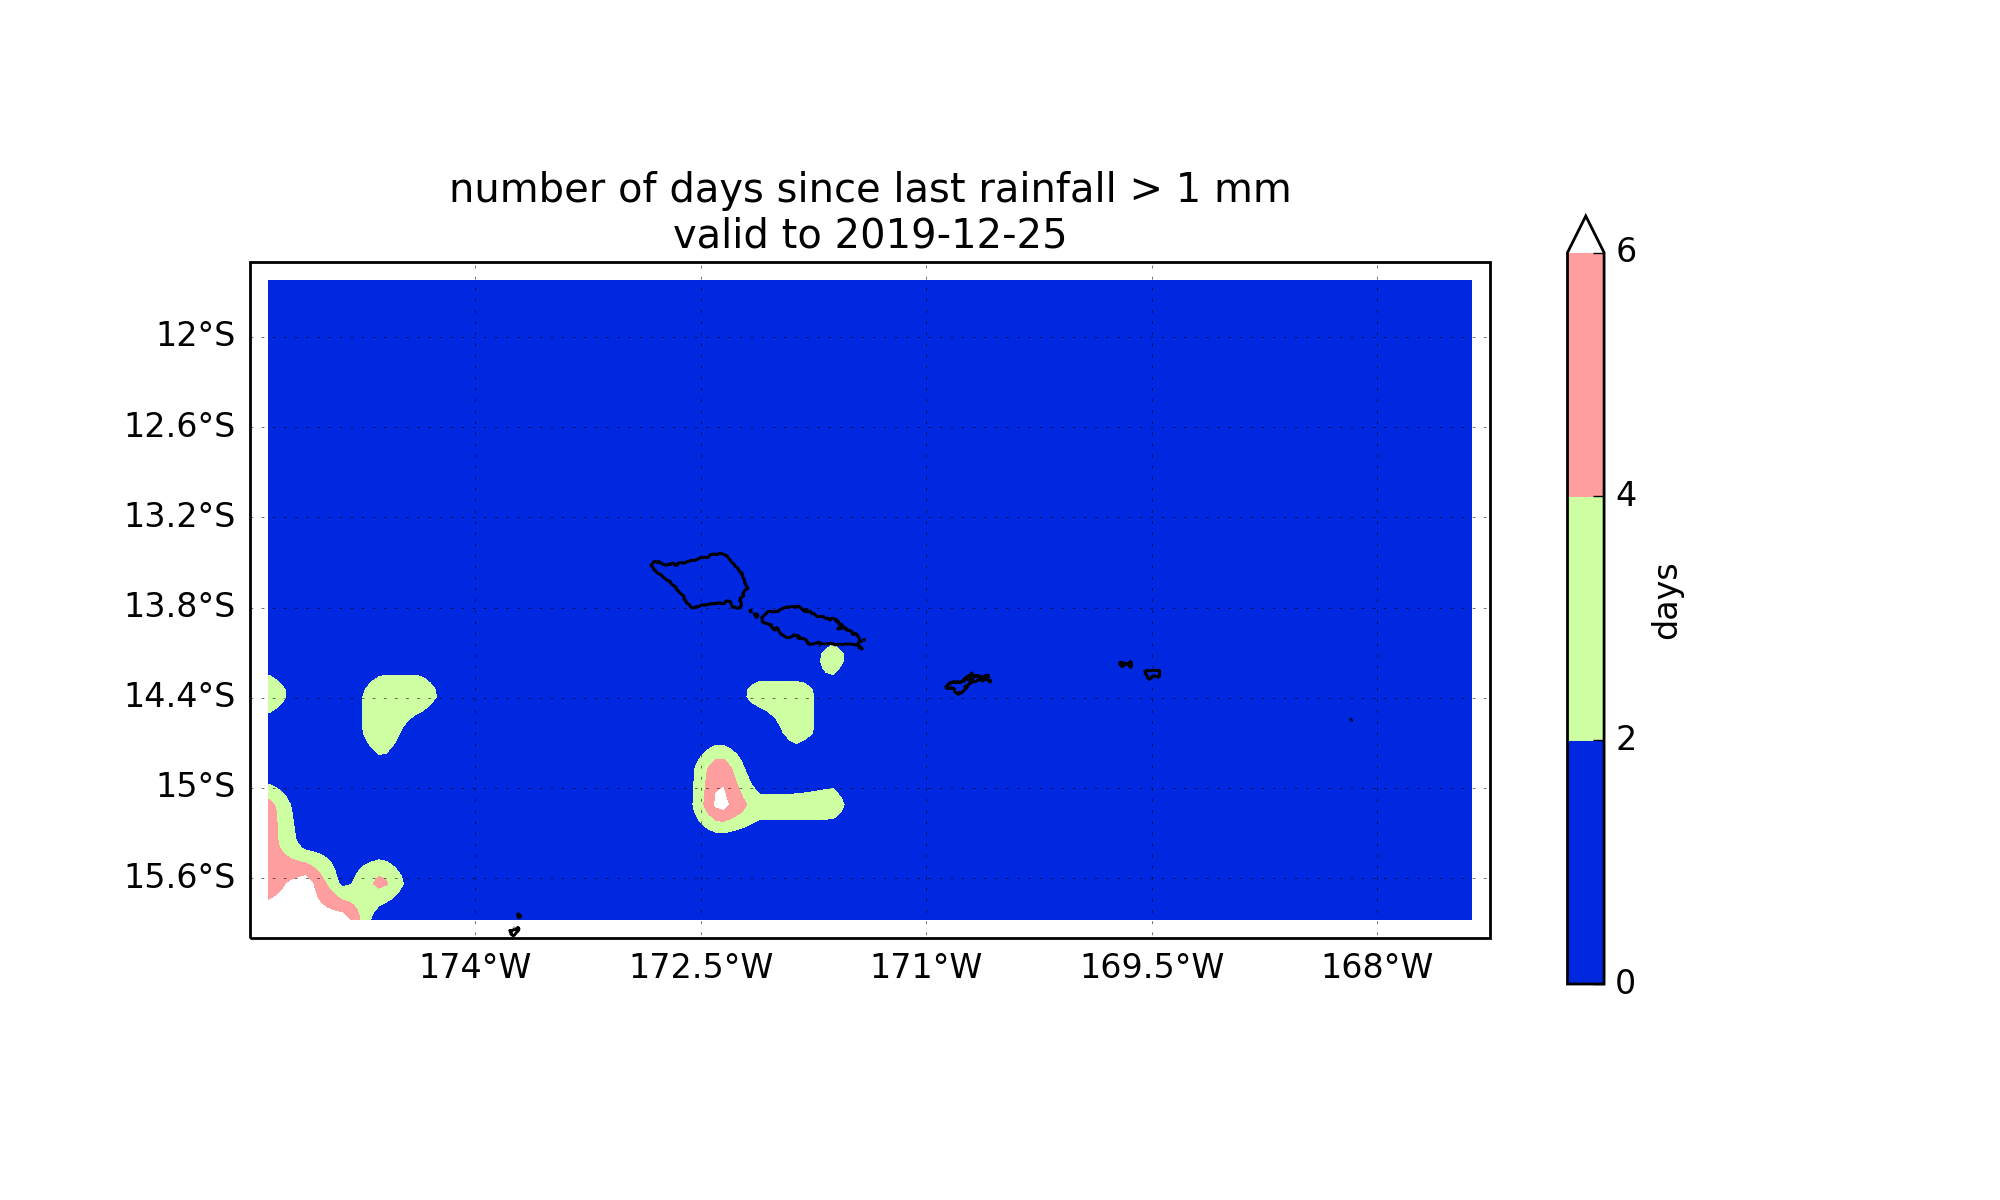 number of days since last rainfall > 1 mm
valid to 2019-12-25
12°S
12.6°S
13.2°S
13.8°S
14.4°S
15°S
15.6°S
174°W
172.5°W
171°W
169.5°W
168°W
6
4
2
0
days